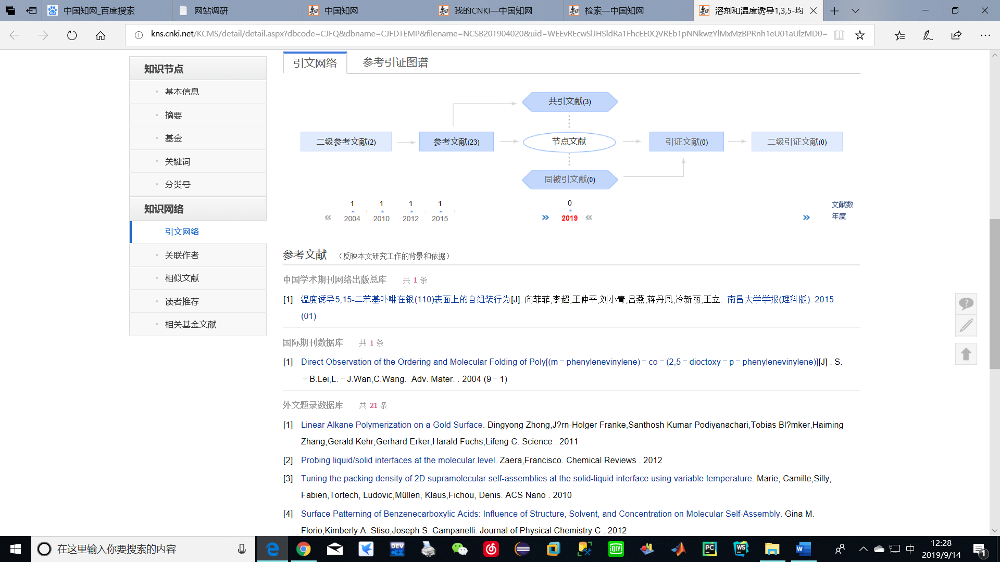 中国知网_百度搜索
网站调研
中国知网
我的CNKI—中国知网
检索—中国知网
溶剂和温度诱导1,3,5-均
kns.cnki.net/KCMS/detail/detail.aspx?dbcode=CJFQ&dbname=CJFDTEMP&filename=NCSB201904020&uid=WEEvREcwSlJHSldRa1FhcEE0QVREb1pNNkwzYlMxMzBPRnh1eU01aUlzMD0=
知识节点
基本信息
摘要
基金
关键词
分类号
知识网络
引文网络
关联作者
相似文献
读者推荐
相关基金文献
引文网络 参考引证图谱
共引文献(3)
二级参考文献(2) 参考文献(23) 节点文献 引证文献(0) 二级引证文献(0)
同被引文献(0)
1 1 1 1 0 文献数
2004 2010 2012 2015 2019 年度
参考文献 （反映本文研究工作的背景和依据）
中国学术期刊网络出版总库 共 1 条
[1] 温度诱导5,15-二苯基卟啉在银(110)表面上的自组装行为[J]. 向菲菲,李超,王仲平,刘小青,吕燕,蒋丹凤,冷新丽,王立. 南昌大学学报(理科版). 2015
(01)
国际期刊数据库 共 1 条
[1] Direct Observation of the Ordering and Molecular Folding of Poly[(m‐phenylenevinylene)‐co‐(2,5‐dioctoxy‐p‐phenylenevinylene)][J] . S.
‐B.Lei,L.‐J.Wan,C.Wang. Adv. Mater. . 2004 (9‐1)
外文题录数据库 共 21 条
[1] Linear Alkane Polymerization on a Gold Surface. Dingyong Zhong,J?rn-Holger Franke,Santhosh Kumar Podiyanachari,Tobias Bl?mker,Haiming
Zhang,Gerald Kehr,Gerhard Erker,Harald Fuchs,Lifeng C. Science . 2011
[2] Probing liquid/solid interfaces at the molecular level. Zaera,Francisco. Chemical Reviews . 2012
[3] Tuning the packing density of 2D supramolecular self-assemblies at the solid-liquid interface using variable temperature. Marie, Camille,Silly,
Fabien,Tortech, Ludovic,Müllen, Klaus,Fichou, Denis. ACS Nano . 2010
[4] Surface Patterning of Benzenecarboxylic Acids: Influence of Structure, Solvent, and Concentration on Molecular Self-Assembly. Gina M.
Florio,Kimberly A. Stiso,Joseph S. Campanelli. Journal of Physical Chemistry C . 2012
在这里输入你要搜索的内容
DEV
DIY
PC
WS
中
12:28
2019/9/14
1